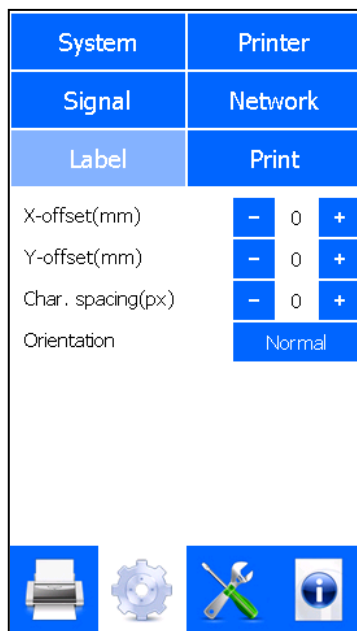 System Printer
Signal Network
Label Print
X-offset(mm) - 0 +
Y-offset(mm) - 0 +
Char. spacing(px) - 0 +
Orientation Normal